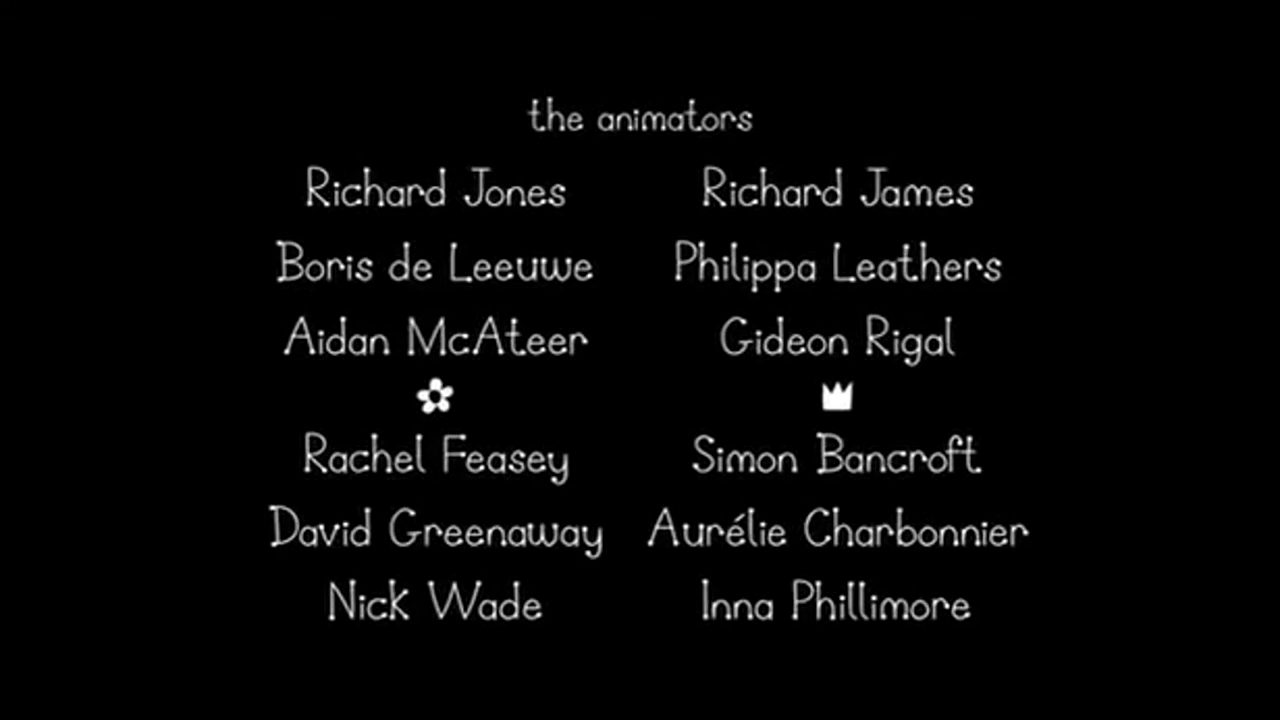 the animators
Richard Jones Richard James
Boris de Leeuwe Philippa Leathers
Aidan McAteer Gideon Rigal
Rachel Feasey Simon Bancroft
David Greenaway Aurélie Charbonnier
Nick Wade Inna Phillimore